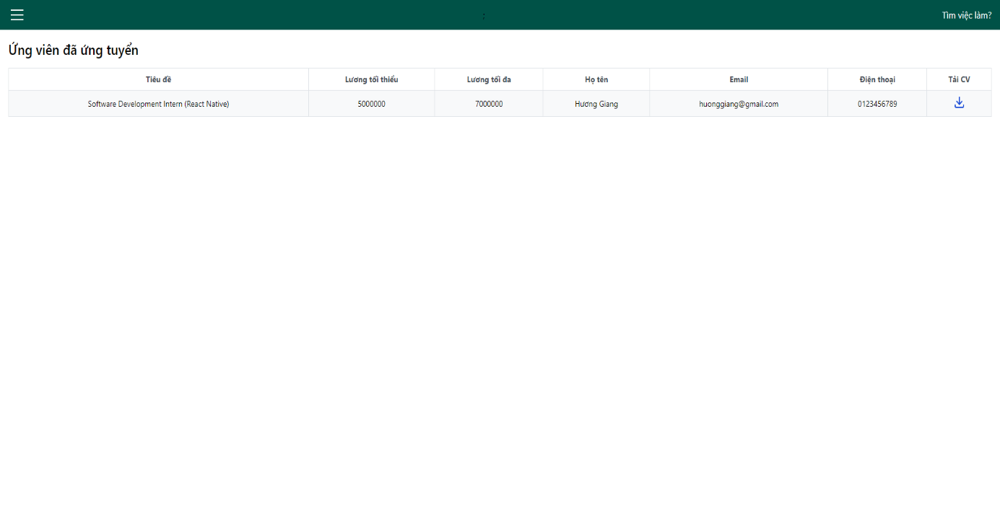 :
Tìm việc làm?
Ứng viên đã ứng tuyển
Tiêu đề Lương tối thiểu Lương tối đa Họ tên Email Điện thoại Tải CV
Software Development Intern (React Native) 5000000 7000000 Hương Giang huonggiang@gmail.com 0123456789